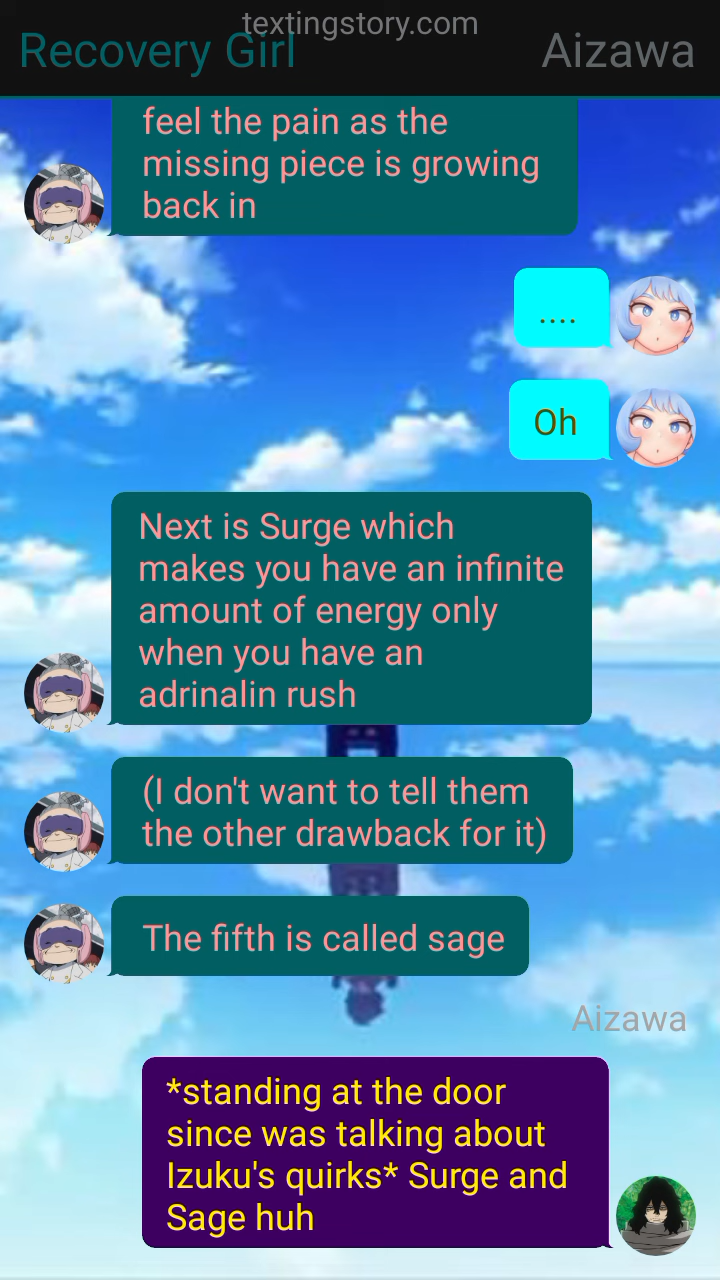 textingstory.com
Recovery Girl
Aizawa
feel the pain as the
missing piece is growing
back in
....
Oh
Next is Surge which
makes you have an infinite
amount of energy only
when you have an
adrinalin rush
(I don't want to tell them
the other drawback for it)
The fifth is called sage
Aizawa
*standing at the door
since was talking about
Izuku's quirks* Surge and
Sage huh